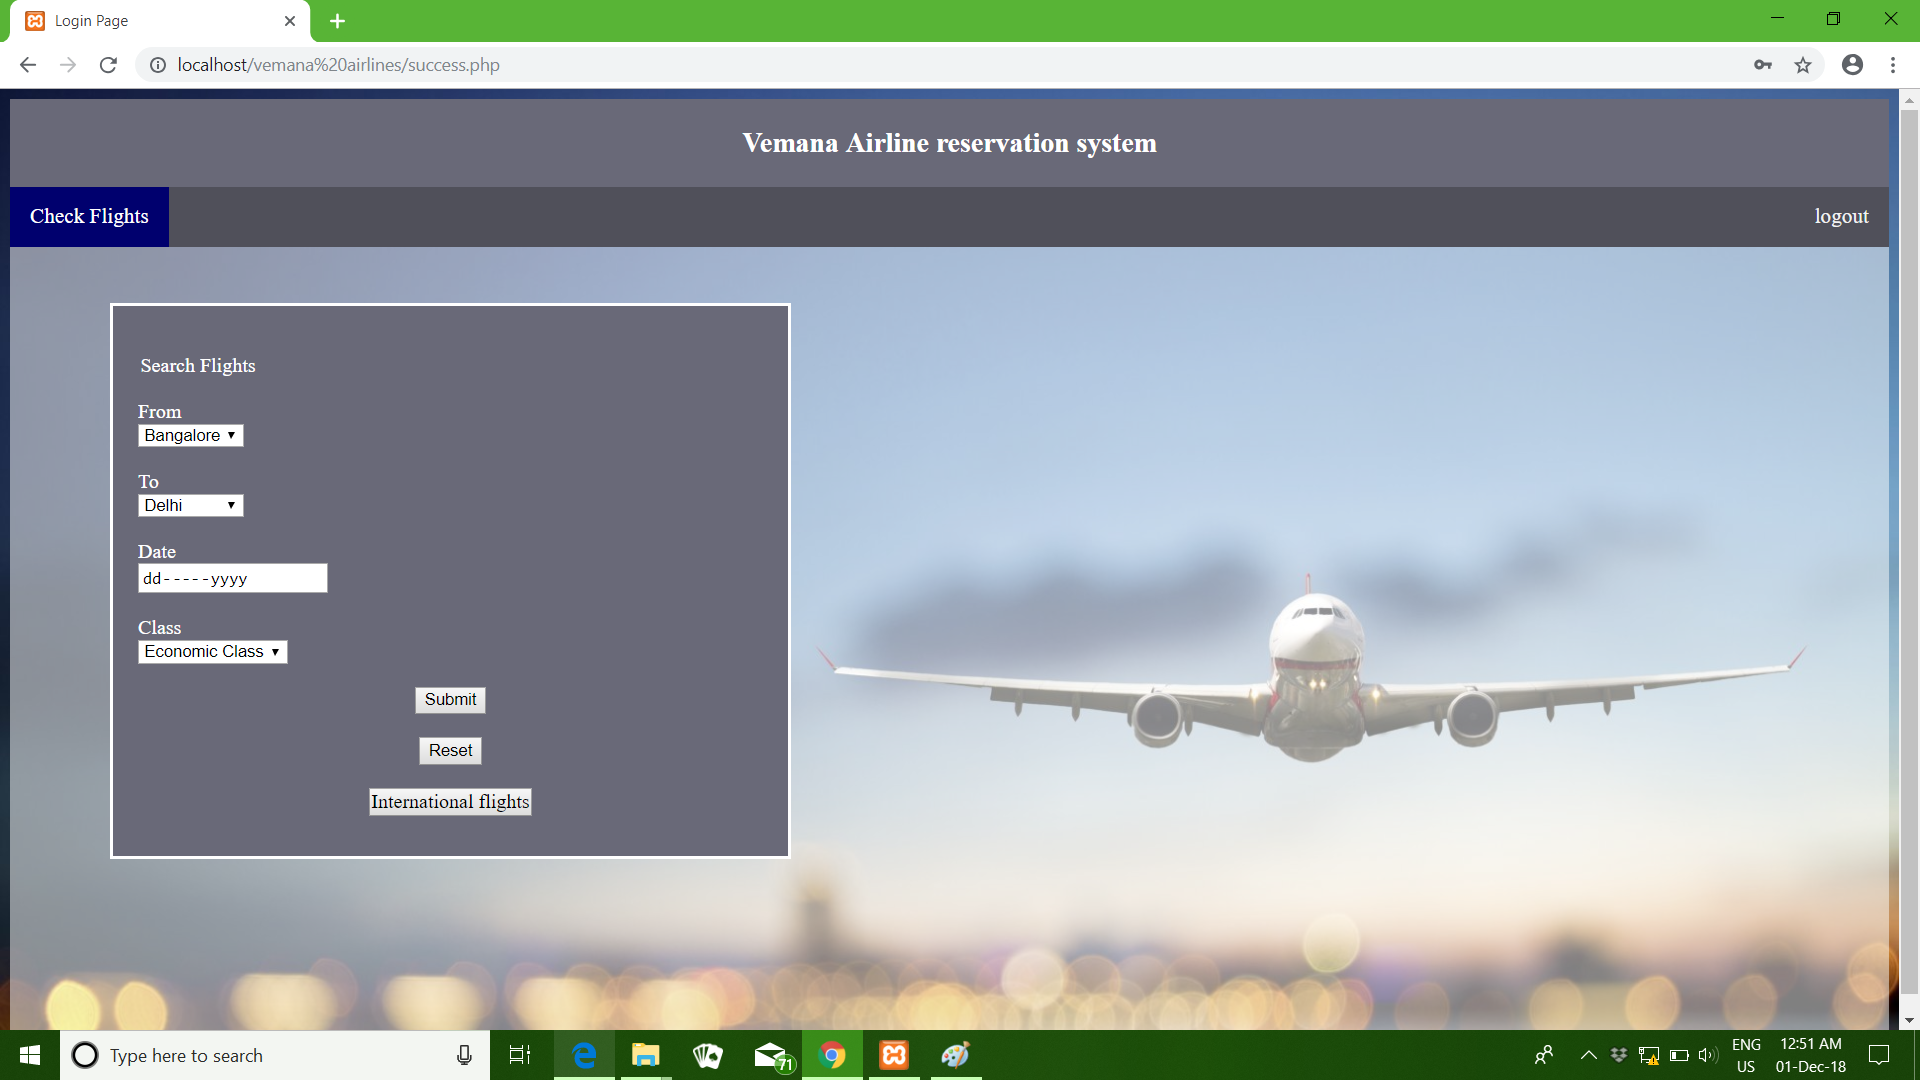 Login Page
localhost/vemana%20airlines/success.php
Vemana Airline reservation system
Check Flights
logout
Search Flights
From
Bangalore
To
Delhi
Date
dd-----yyyy
Class
Economic Class
Submit
Reset
International flights
Type here to search
71
ENG
US
12:51 AM
01-Dec-18